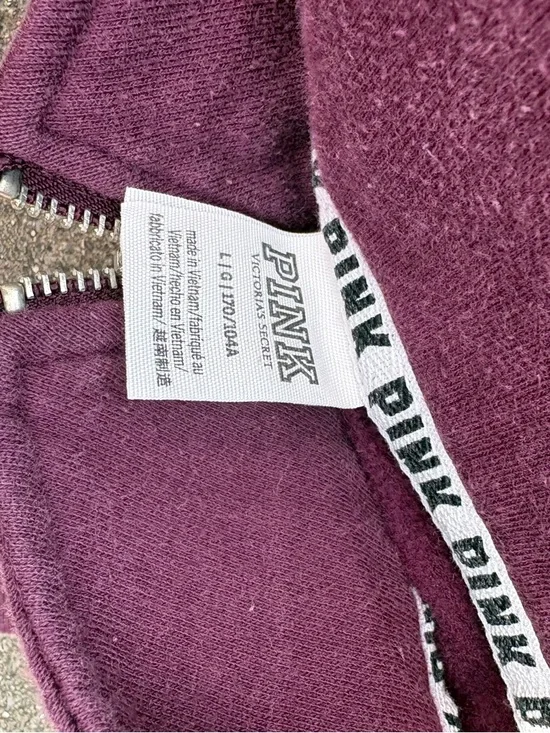 PINK
VICTORIA'S SECRET
L | G | 170/104A
made in Vietnam/fabriqué au
Vietnam/hecho en Vietnam/
fabbricato in Vietnam/ 越南制造
PINK
PINK
PINK